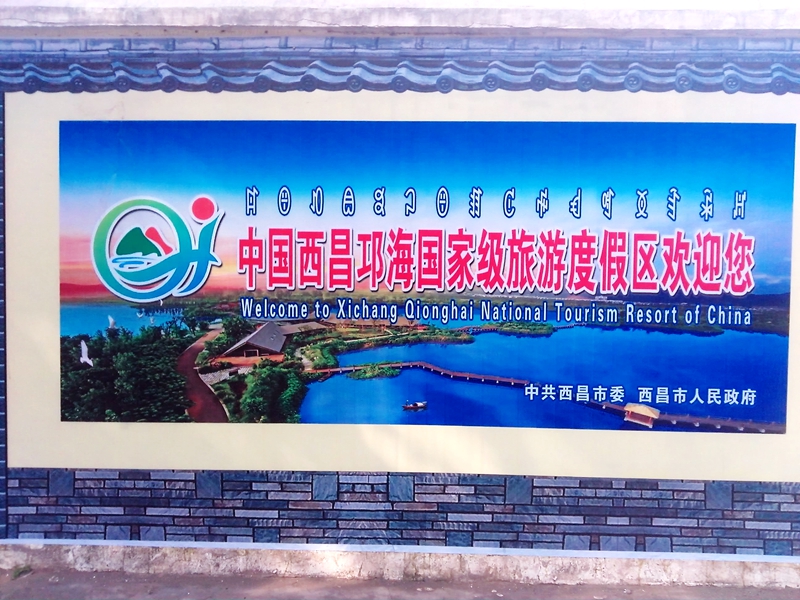 中国西昌邛海国家级旅游度假区欢迎您
Welcome to Xichang Qionghai National Tourism Resort of China
中共西昌市委 西昌市人民政府